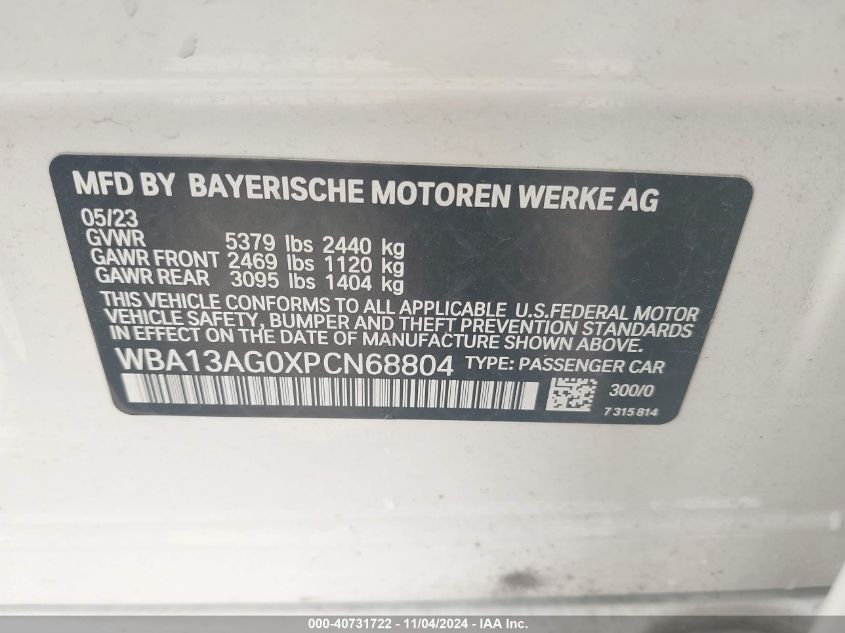 MFD BY BAYERISCHE MOTOREN WERKE AG
05/23
GVWR 5379 lbs 2440 kg
GAWR FRONT 2469 lbs 1120 kg
GAWR REAR 3095 lbs 1404 kg
THIS VEHICLE CONFORMS TO ALL APPLICABLE U.S.FEDERAL MOTOR
VEHICLE SAFETY, BUMPER AND THEFT PREVENTION STANDARDS
IN EFFECT ON THE DATE OF MANUFACTURE SHOWN ABOVE.
WBA13AG0XPCN68804 TYPE: PASSENGER CAR
300/0
7 315 814
000-40731722 - 11/04/2024 - IAA Inc.